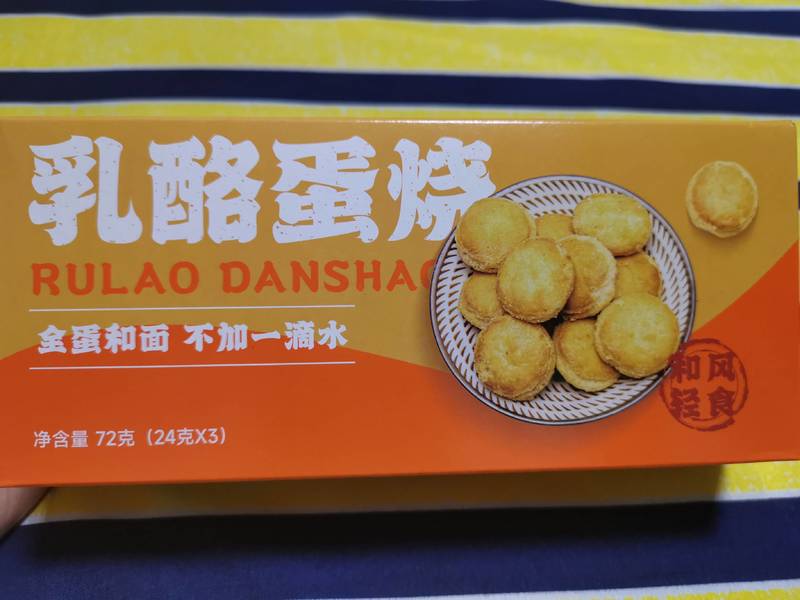 乳酪蛋烧
RULAO DANSHAO
全蛋和面 不加一滴水
净含量 72克（24克X3）
和风
轻食